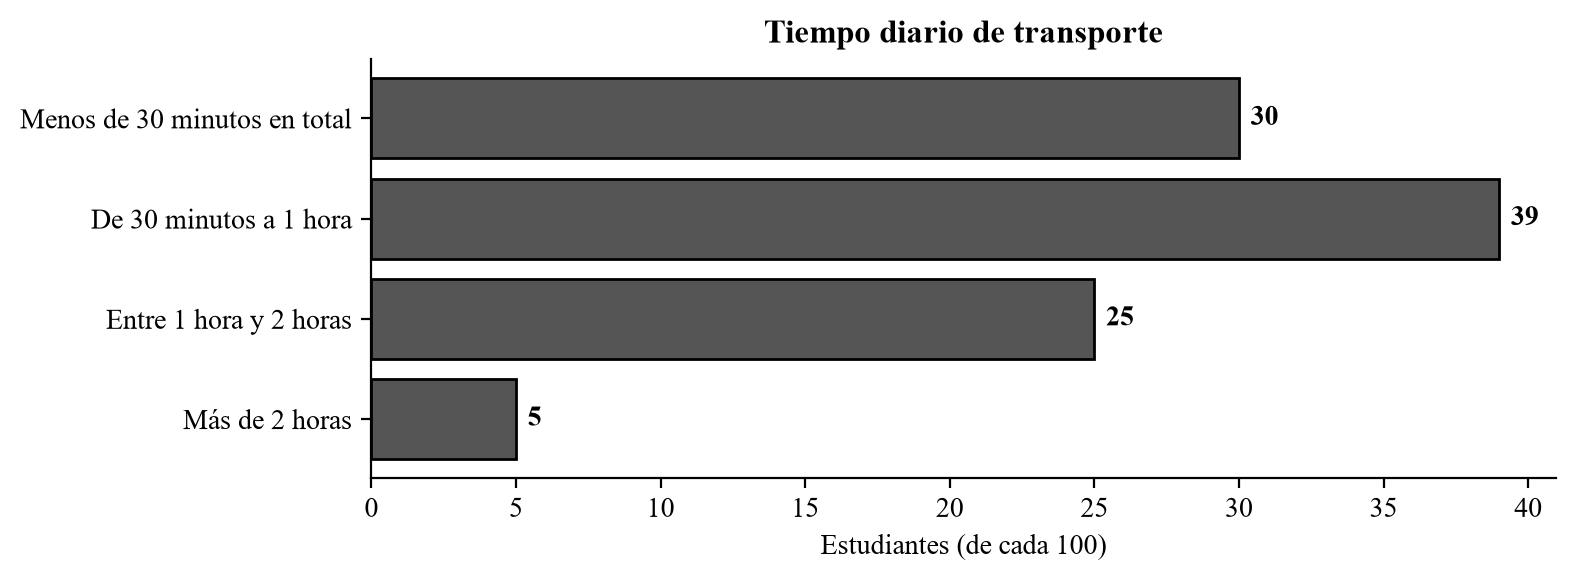 Tiempo diario de transporte
Menos de 30 minutos en total 30
De 30 minutos a 1 hora 39
Entre 1 hora y 2 horas 25
Más de 2 horas 5
0 5 10 15 20 25 30 35 40
Estudiantes (de cada 100)